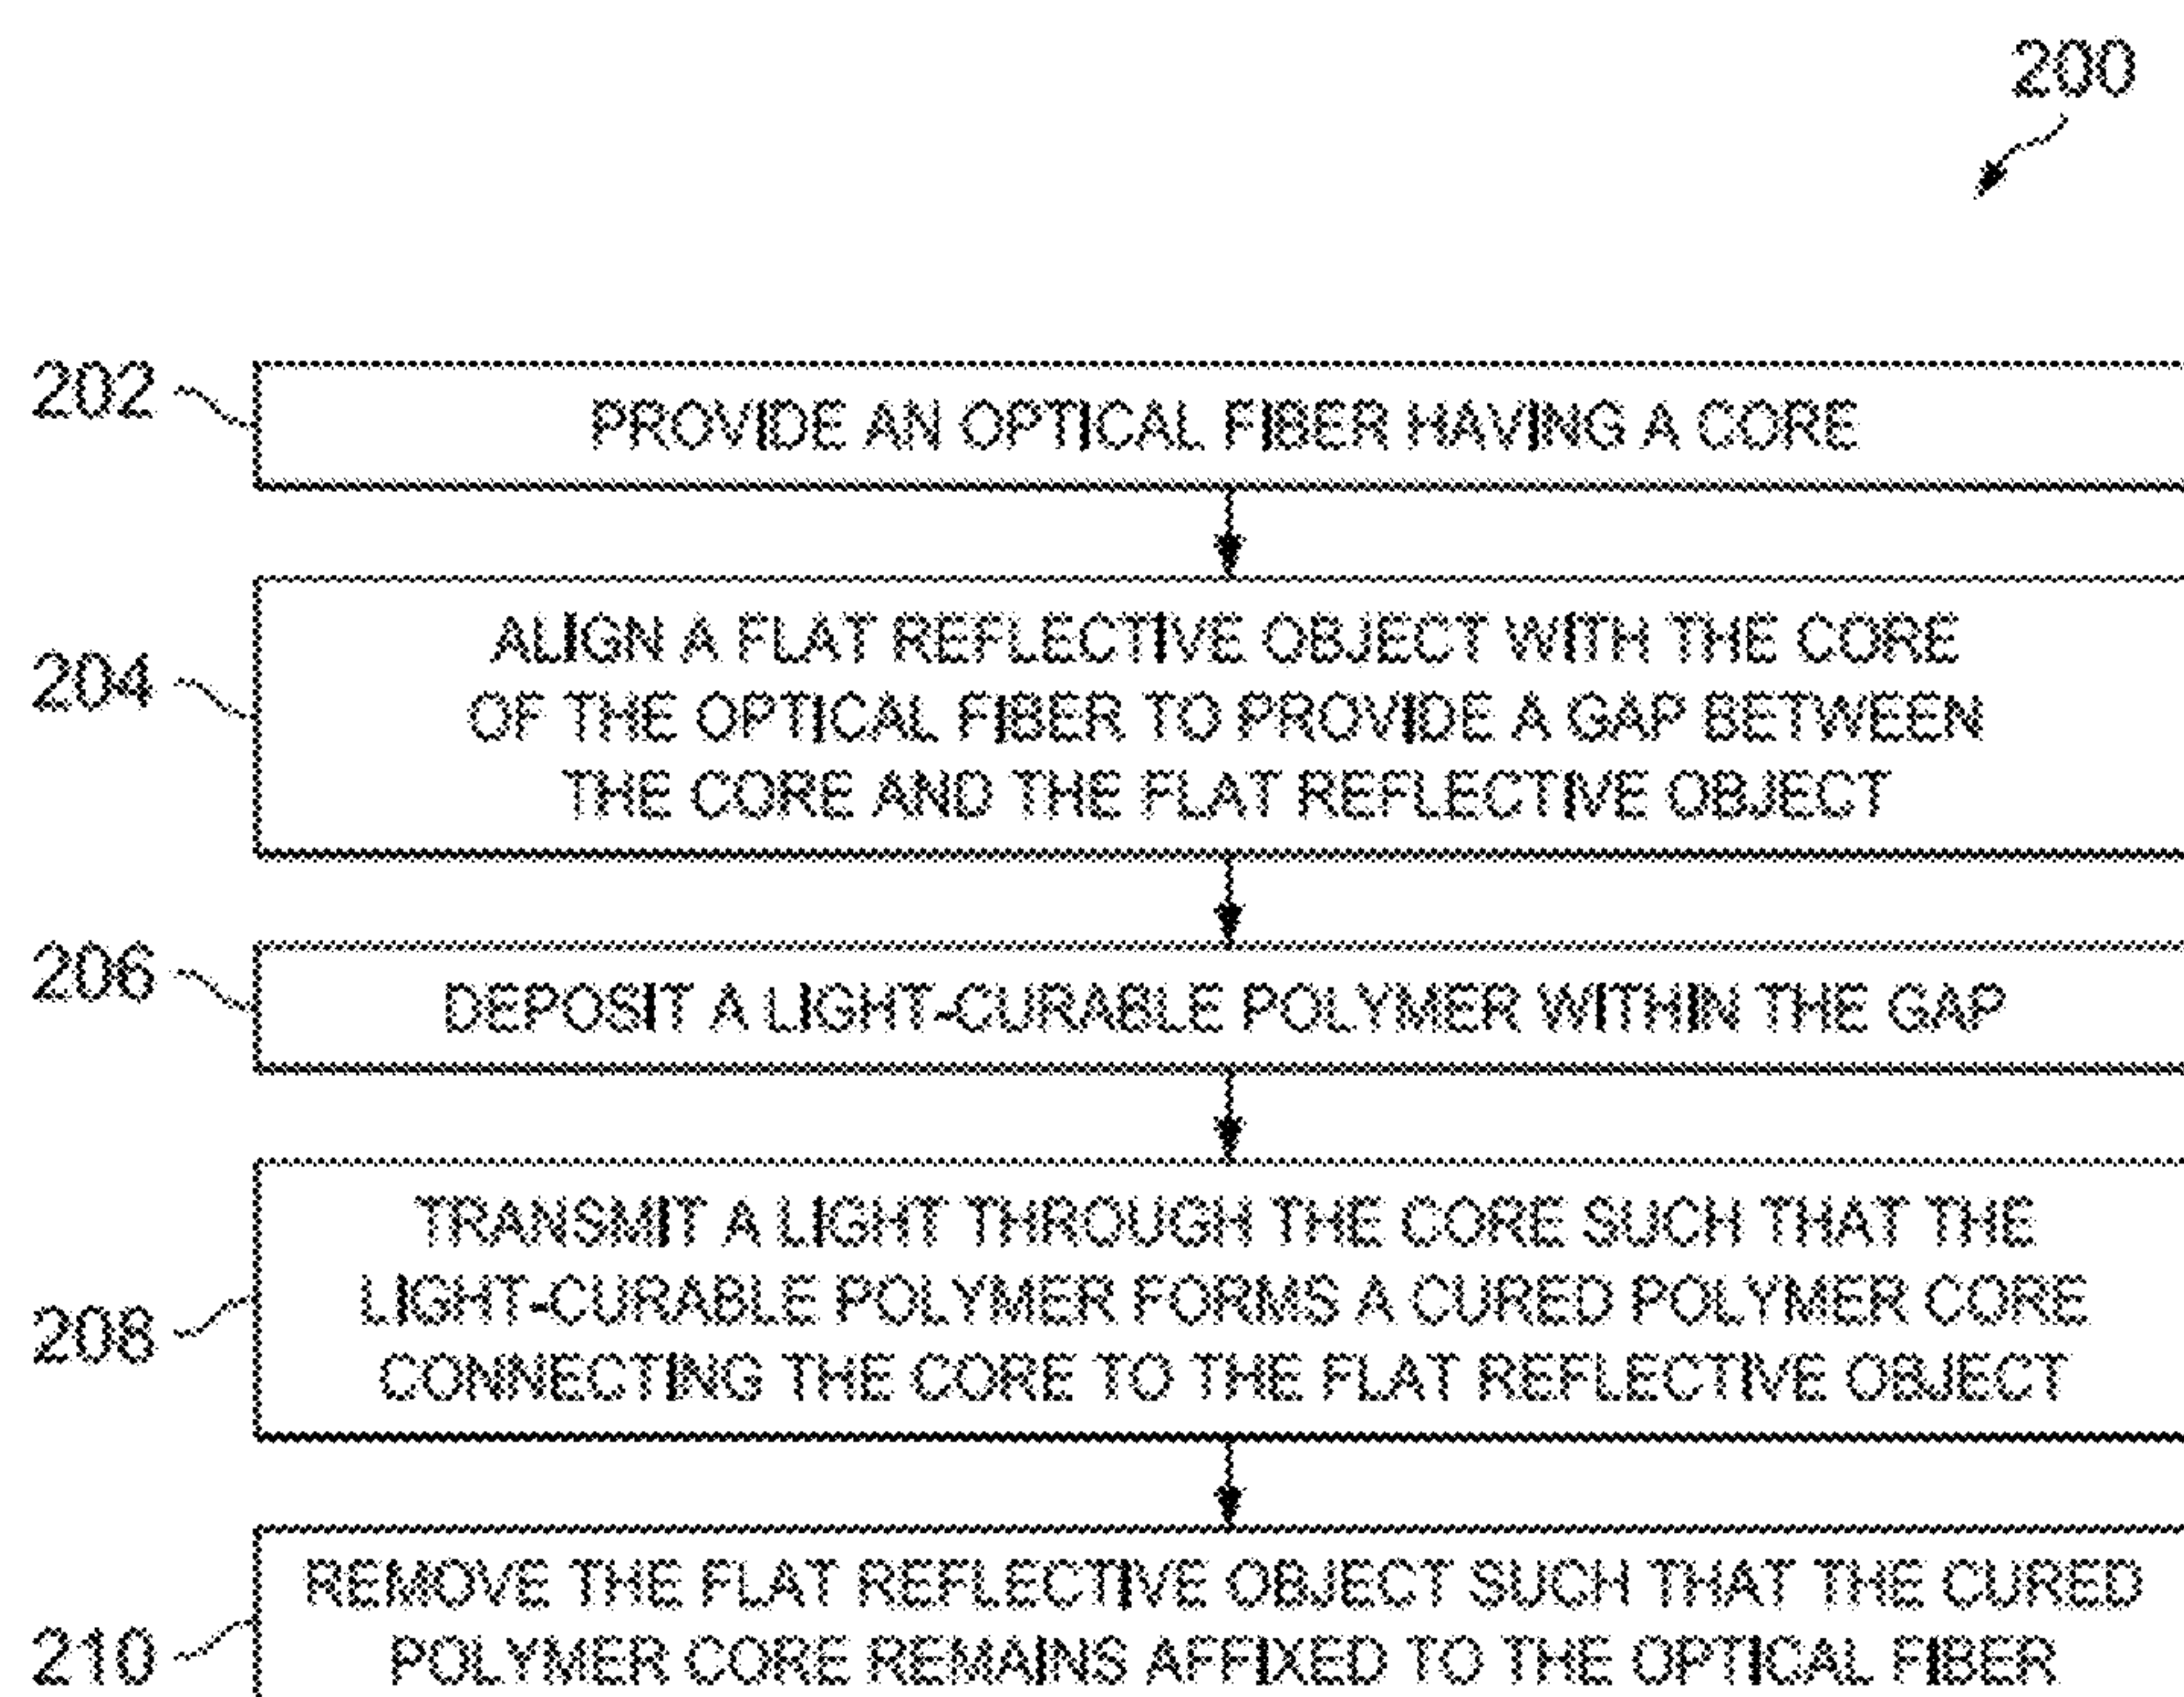 200
202
PROVIDE AN OPTICAL FIBER HAVING A CORE
204
ALIGN A FLAT REFLECTIVE OBJECT WITH THE CORE
OF THE OPTICAL FIBER TO PROVIDE A GAP BETWEEN
THE CORE AND THE FLAT REFLECTIVE OBJECT
206
DEPOSIT A LIGHT-CURABLE POLYMER WITHIN THE GAP
208
TRANSMIT A LIGHT THROUGH THE CORE SUCH THAT THE
LIGHT-CURABLE POLYMER FORMS A CURED POLYMER CORE
CONNECTING THE CORE TO THE FLAT REFLECTIVE OBJECT
210
REMOVE THE FLAT REFLECTIVE OBJECT SUCH THAT THE CURED
POLYMER CORE REMAINS AFFIXED TO THE OPTICAL FIBER